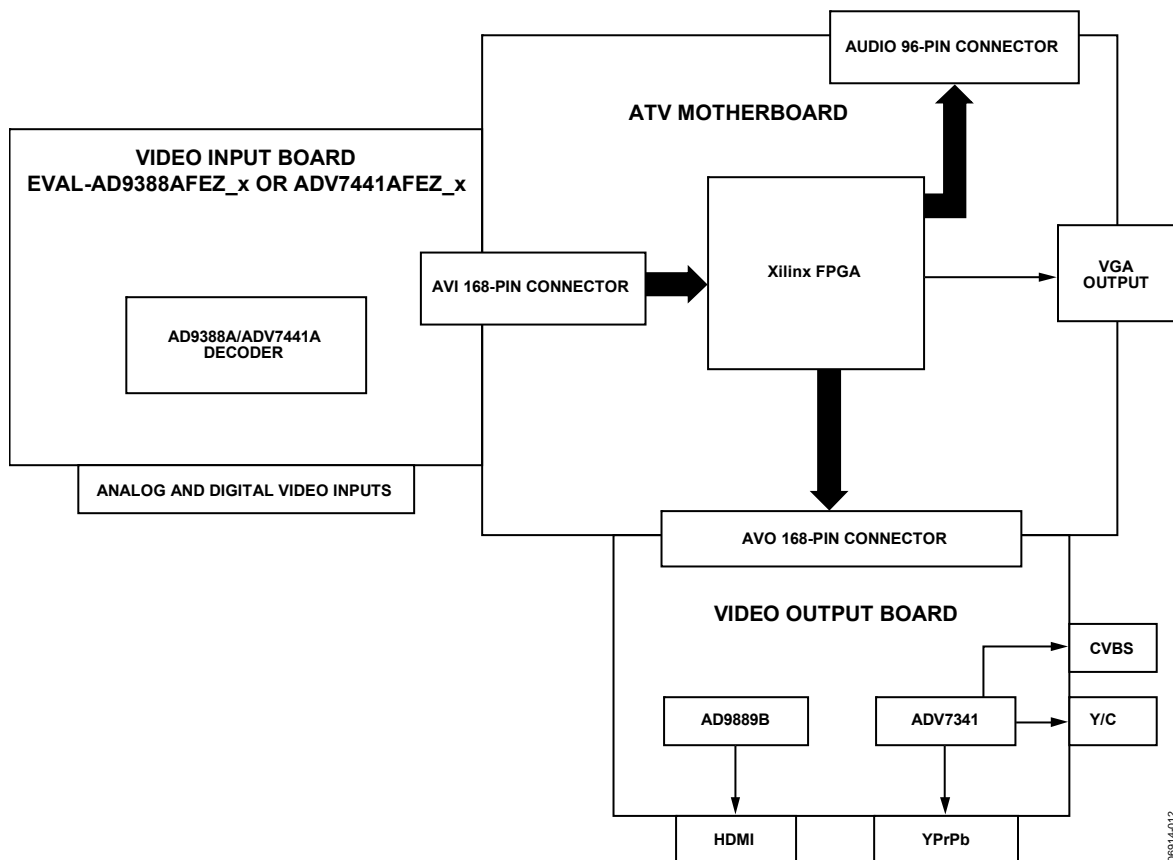 AUDIO 96-PIN CONNECTOR
ATV MOTHERBOARD
VIDEO INPUT BOARD
EVAL-AD9388AFEZ_x OR ADV7441AFEZ_x
AVI 168-PIN CONNECTOR
Xilinx FPGA
VGA
OUTPUT
AD9388A/ADV7441A
DECODER
ANALOG AND DIGITAL VIDEO INPUTS
AVO 168-PIN CONNECTOR
VIDEO OUTPUT BOARD
CVBS
AD9889B
ADV7341
Y/C
HDMI
YPrPb
06914-012